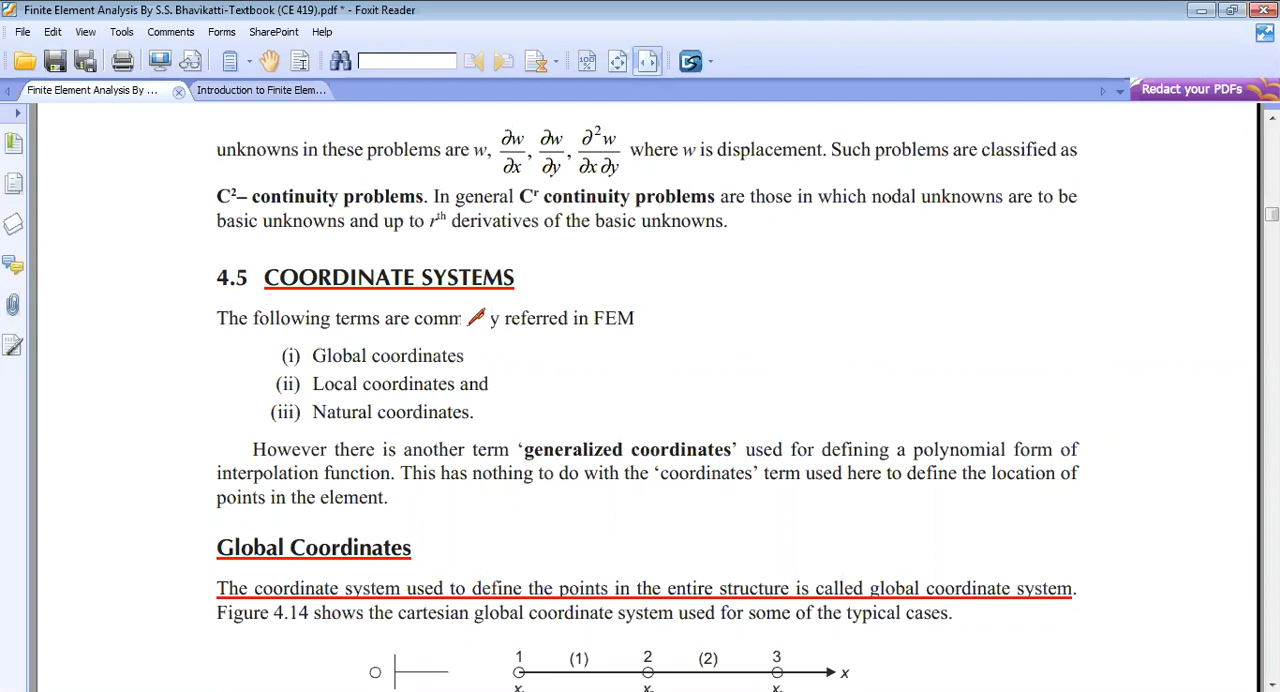 Finite Element Analysis By S.S. Bhavikatti-Textbook (CE 419).pdf * - Foxit Reader
File Edit View Tools Comments Forms SharePoint Help
Finite Element Analysis By ... Introduction to Finite Elem... Redact your PDFs
unknowns in these problems are w, ∂w/∂x, ∂w/∂y, ∂²w/∂x ∂y where w is displacement. Such problems are classified as
C²– continuity problems. In general Cʳ continuity problems are those in which nodal unknowns are to be
basic unknowns and up to rᵗʰ derivatives of the basic unknowns.
4.5 COORDINATE SYSTEMS
The following terms are comm y referred in FEM
(i) Global coordinates
(ii) Local coordinates and
(iii) Natural coordinates.
However there is another term ‘generalized coordinates’ used for defining a polynomial form of
interpolation function. This has nothing to do with the ‘coordinates’ term used here to define the location of
points in the element.
Global Coordinates
The coordinate system used to define the points in the entire structure is called global coordinate system.
Figure 4.14 shows the cartesian global coordinate system used for some of the typical cases.
1 (1) 2 (2) 3
x